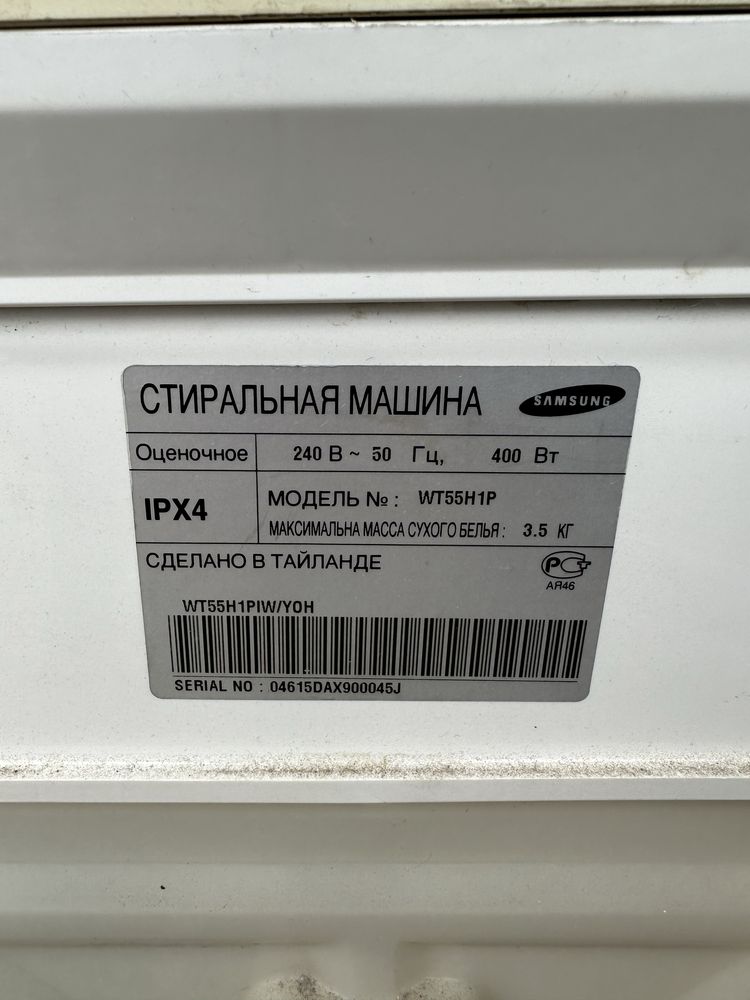 СТИРАЛЬНАЯ МАШИНА SAMSUNG
Оценочное 240 В ~ 50 Гц, 400 Вт
IPX4
МОДЕЛЬ № : WT55H1P
МАКСИМАЛЬНА МАССА СУХОГО БЕЛЬЯ : 3.5 КГ
СДЕЛАНО В ТАЙЛАНДЕ
АЯ46
WT55H1PIW/YOH
SERIAL NO : 04615DAX900045J